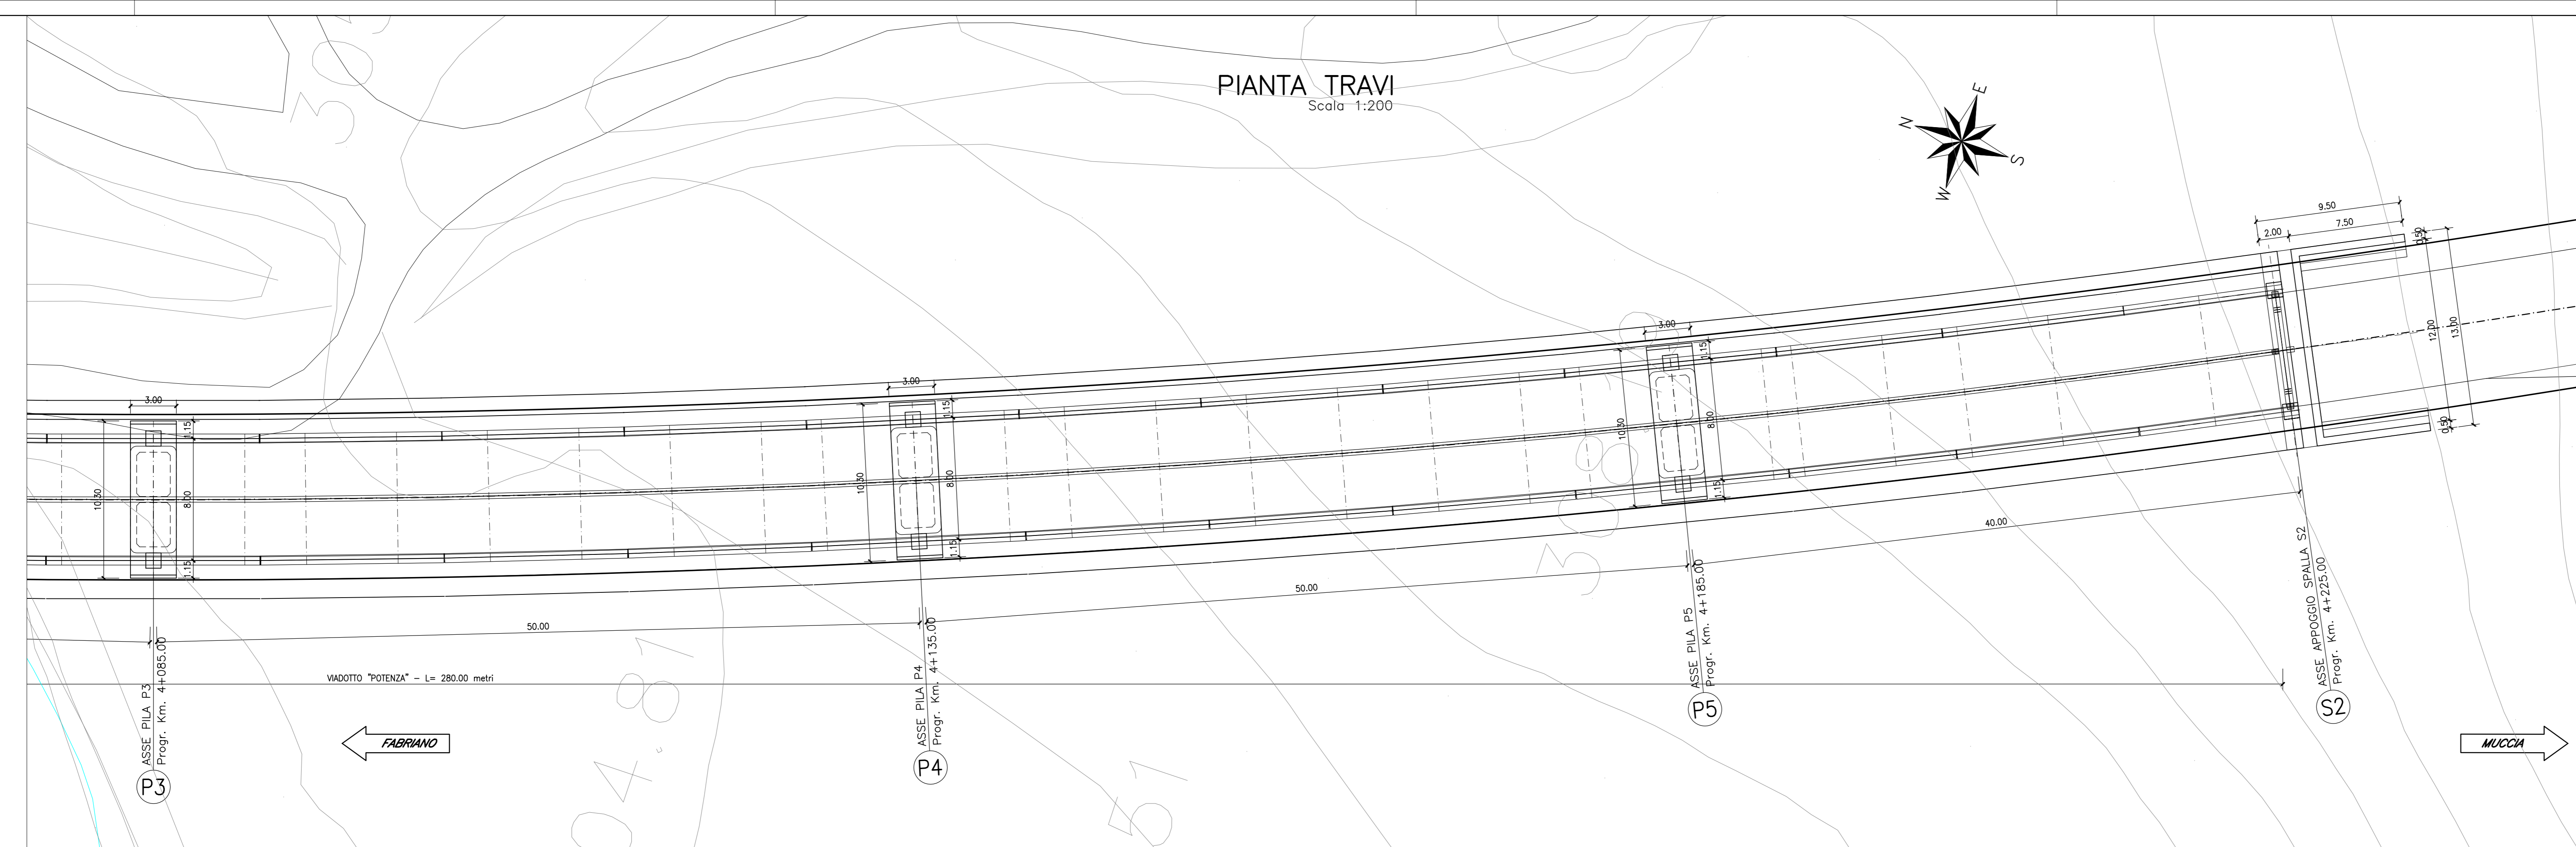 PIANTA TRAVI
Scala 1:200
N
E
S
W
9.50
7.50
2.00
0.50
12.00
13.00
0.50
3.00
1.15
10.30
8.00
1.15
3.00
1.15
10.30
8.00
1.15
3.00
1.15
10.30
8.00
1.15
50.00
50.00
40.00
VIADOTTO "POTENZA" – L= 280.00 metri
ASSE PILA P3
Progr. Km. 4+085.00
P3
ASSE PILA P4
Progr. Km. 4+135.00
P4
ASSE PILA P5
Progr. Km. 4+185.00
P5
ASSE APPOGGIO SPALLA S2
Progr. Km. 4+225.00
S2
FABRIANO
MUCCIA